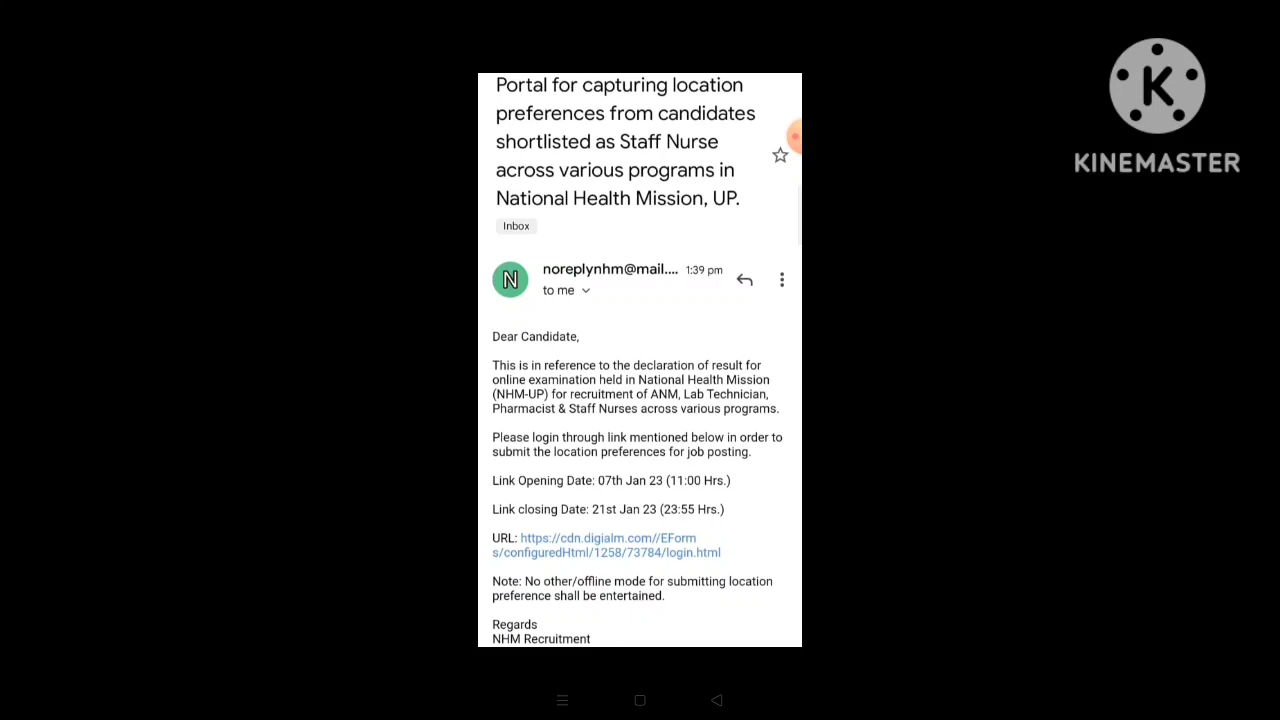 Portal for capturing location
preferences from candidates
shortlisted as Staff Nurse
across various programs in
National Health Mission, UP.
Inbox
N
noreplynhm@mail.... 1:39 pm
to me
Dear Candidate,
This is in reference to the declaration of result for
online examination held in National Health Mission
(NHM-UP) for recruitment of ANM, Lab Technician,
Pharmacist & Staff Nurses across various programs.
Please login through link mentioned below in order to
submit the location preferences for job posting.
Link Opening Date: 07th Jan 23 (11:00 Hrs.)
Link closing Date: 21st Jan 23 (23:55 Hrs.)
URL: https://cdn.digialm.com//EForm
s/configuredHtml/1258/73784/login.html
Note: No other/offline mode for submitting location
preference shall be entertained.
Regards
NHM Recruitment
K
KINEMASTER